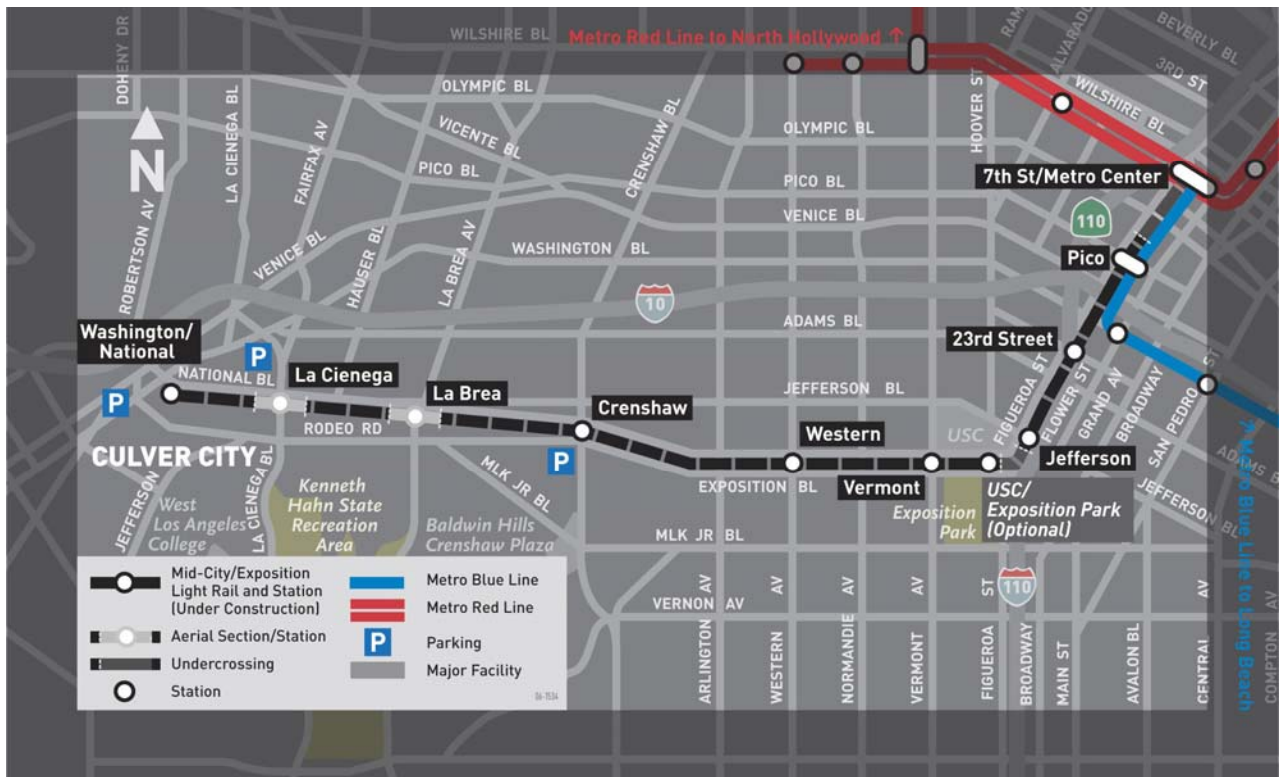 DOHENY DR
WILSHIRE BL
Metro Red Line to North Hollywood ↑
ALVARADO
BEVERLY BL
3RD ST
WILSHIRE BL
HOOVER ST
N
LA CIENEGA BL
FAIRFAX AV
OLYMPIC BL
VICENTE BL
PICO BL
CRENSHAW BL
OLYMPIC BL
PICO BL
VENICE BL
7th St/Metro Center
110
ROBERTSON AV
VENICE BL
HAUSER BL
LA BREA AV
WASHINGTON BL
Pico
10
ADAMS BL
Washington/
National
P
P
NATIONAL BL
La Cienega
La Brea
RODEO RD
Crenshaw
P
JEFFERSON BL
23rd Street
FIGUEROA ST
FLOWER ST
GRAND AV
BROADWAY
SAN PEDRO ST
Western
USC
Jefferson
CULVER CITY
MLK JR BL
EXPOSITION BL
Vermont
Exposition
Park
USC/
Exposition Park
(Optional)
ADAMS BL
JEFFERSON BL
JEFFERSON
West
Los Angeles
College
LA CIENEGA BL
Kenneth
Hahn State
Recreation
Area
Baldwin Hills
Crenshaw Plaza
MLK JR BL
110
VERNON AV
ARLINGTON AV
WESTERN AV
NORMANDIE AV
VERMONT AV
FIGUEROA ST
BROADWAY
MAIN ST
AVALON BL
CENTRAL AV
COMPTON AV
Metro Blue Line to Long Beach
Mid-City/Exposition
Light Rail and Station
(Under Construction)
Aerial Section/Station
Undercrossing
Station
Metro Blue Line
Metro Red Line
P
Parking
Major Facility